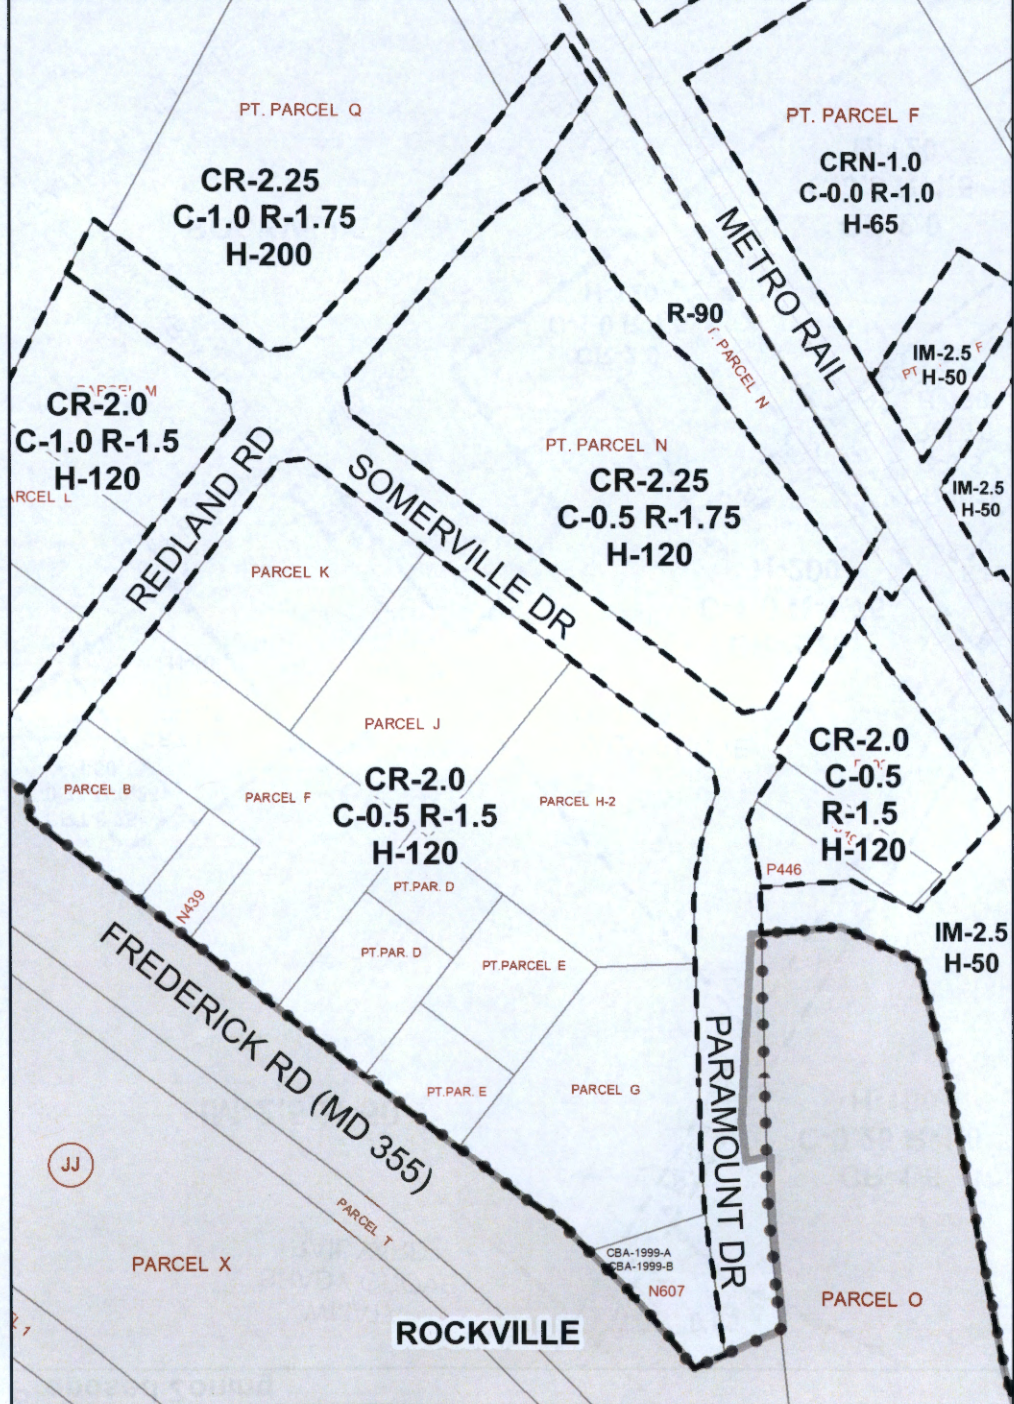 PT. PARCEL Q
CR-2.25
C-1.0 R-1.75
H-200
PT. PARCEL F
CRN-1.0
C-0.0 R-1.0
H-65
METRO RAIL
R-90
PARCEL N
IM-2.5
H-50
PT
F
IM-2.5
H-50
PARCEL M
CR-2.0
C-1.0 R-1.5
H-120
ARCEL L
REDLAND RD
SOMERVILLE DR
PT. PARCEL N
CR-2.25
C-0.5 R-1.75
H-120
PARCEL K
PARCEL J
PARCEL B
PARCEL F
CR-2.0
C-0.5 R-1.5
H-120
PARCEL H-2
CR-2.0
C-0.5
R-1.5
H-120
P446
N439
PT.PAR. D
PT.PAR. D
PT.PARCEL E
IM-2.5
H-50
FREDERICK RD (MD 355)
PT.PAR. E
PARCEL G
PARAMOUNT DR
JJ
PARCEL T
PARCEL X
CBA-1999-A
CBA-1999-B
N607
PARCEL O
ROCKVILLE